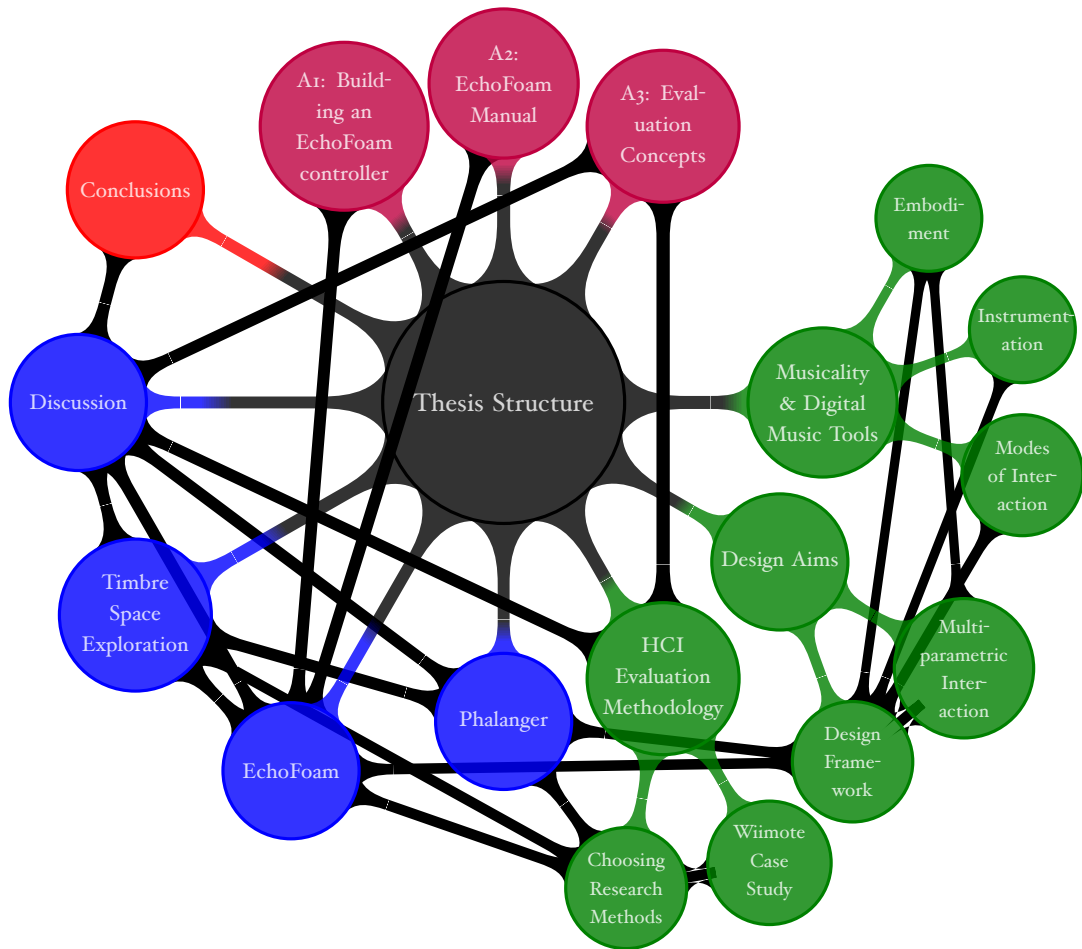 A1: Build-
ing an
EchoFoam
controller
A2:
EchoFoam
Manual
A3: Eval-
uation
Concepts
Conclusions
Embodi-
ment
Instrument-
ation
Musicality
& Digital
Music Tools
Thesis Structure
Discussion
Modes
of Inter-
action
Design Aims
Timbre
Space
Exploration
HCI
Evaluation
Methodology
Multi-
parametric
Inter-
action
Phalanger
EchoFoam
Design
Frame-
work
Choosing
Research
Methods
Wiimote
Case
Study